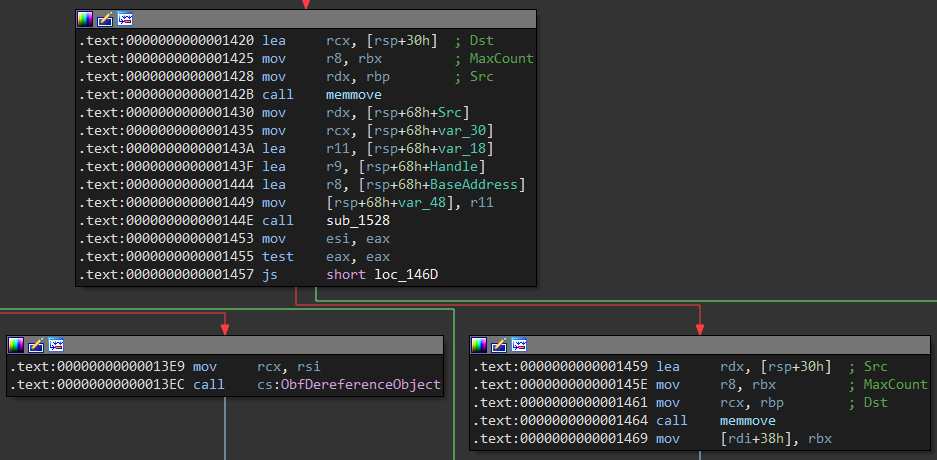 .text:0000000000001420 lea rcx, [rsp+30h] ; Dst
.text:0000000000001425 mov r8, rbx ; MaxCount
.text:0000000000001428 mov rdx, rbp ; Src
.text:000000000000142B call memmove
.text:0000000000001430 mov rdx, [rsp+68h+Src]
.text:0000000000001435 mov rcx, [rsp+68h+var_30]
.text:000000000000143A lea r11, [rsp+68h+var_18]
.text:000000000000143F lea r9, [rsp+68h+Handle]
.text:0000000000001444 lea r8, [rsp+68h+BaseAddress]
.text:0000000000001449 mov [rsp+68h+var_48], r11
.text:000000000000144E call sub_1528
.text:0000000000001453 mov esi, eax
.text:0000000000001455 test eax, eax
.text:0000000000001457 js short loc_146D
.text:00000000000013E9 mov rcx, rsi
.text:00000000000013EC call cs:ObfDereferenceObject
.text:0000000000001459 lea rdx, [rsp+30h] ; Src
.text:000000000000145E mov r8, rbx ; MaxCount
.text:0000000000001461 mov rcx, rbp ; Dst
.text:0000000000001464 call memmove
.text:0000000000001469 mov [rdi+38h], rbx